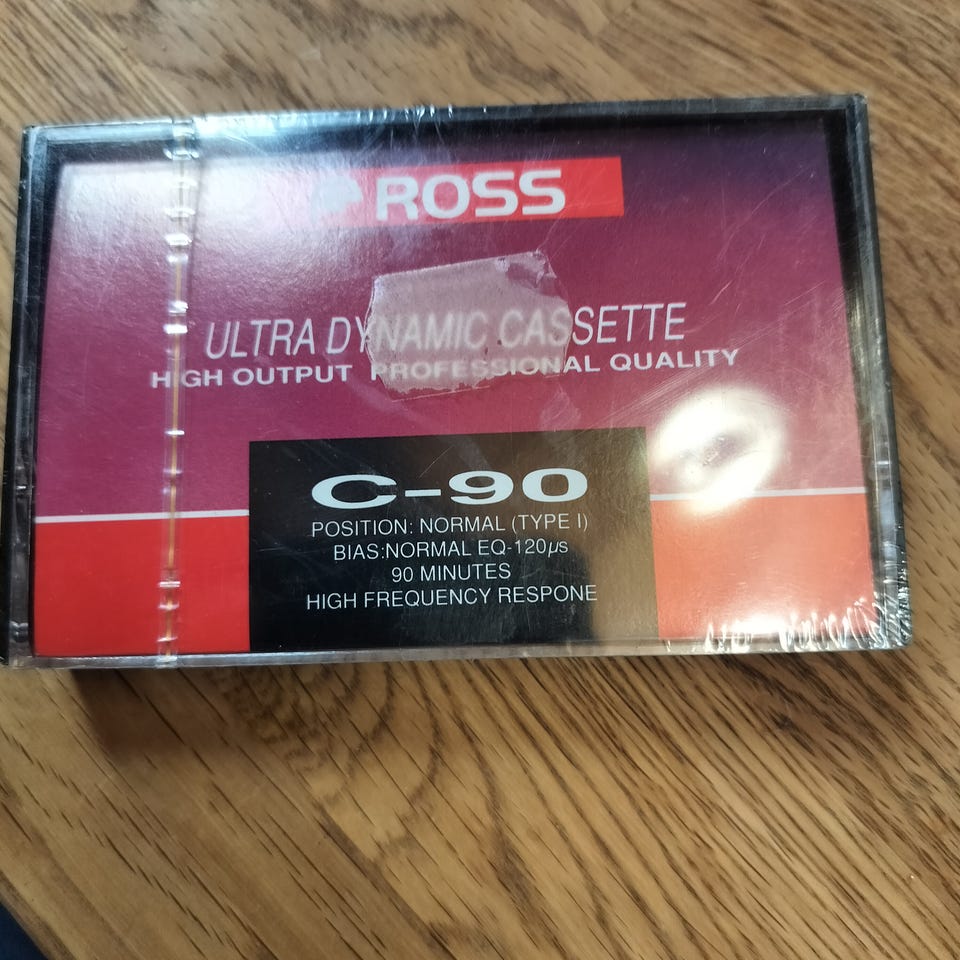 ROSS
ULTRA DYNAMIC CASSETTE
HIGH OUTPUT PROFESSIONAL QUALITY
C-90
POSITION: NORMAL (TYPE I)
BIAS:NORMAL EQ-120µs
90 MINUTES
HIGH FREQUENCY RESPONE